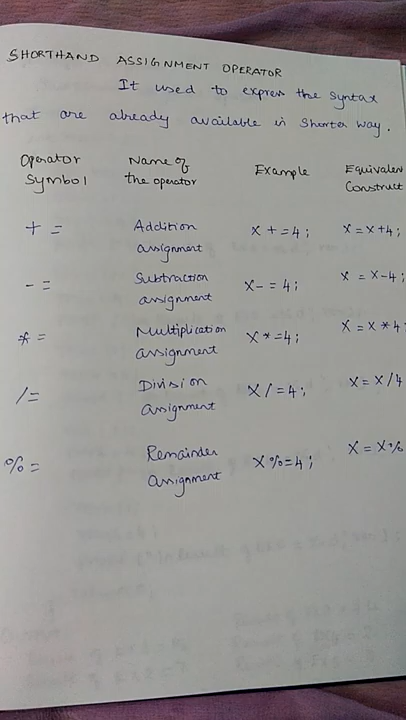 SHORTHAND ASSIGNMENT OPERATOR
It used to express the syntax
that are already available in shorter way.
Operator Name of Example Equivalent
Symbol the operator Construct
+ = Addition X + = 4 ; X = X + 4 ;
assignment
- = Subtraction X - = 4 ; X = X - 4 ;
assignment
* = Multiplication X * = 4 ; X = X * 4 ;
assignment
/ = Division X / = 4 ; X = X / 4
assignment
% = Remainder X % = 4 ; X = X %
assignment